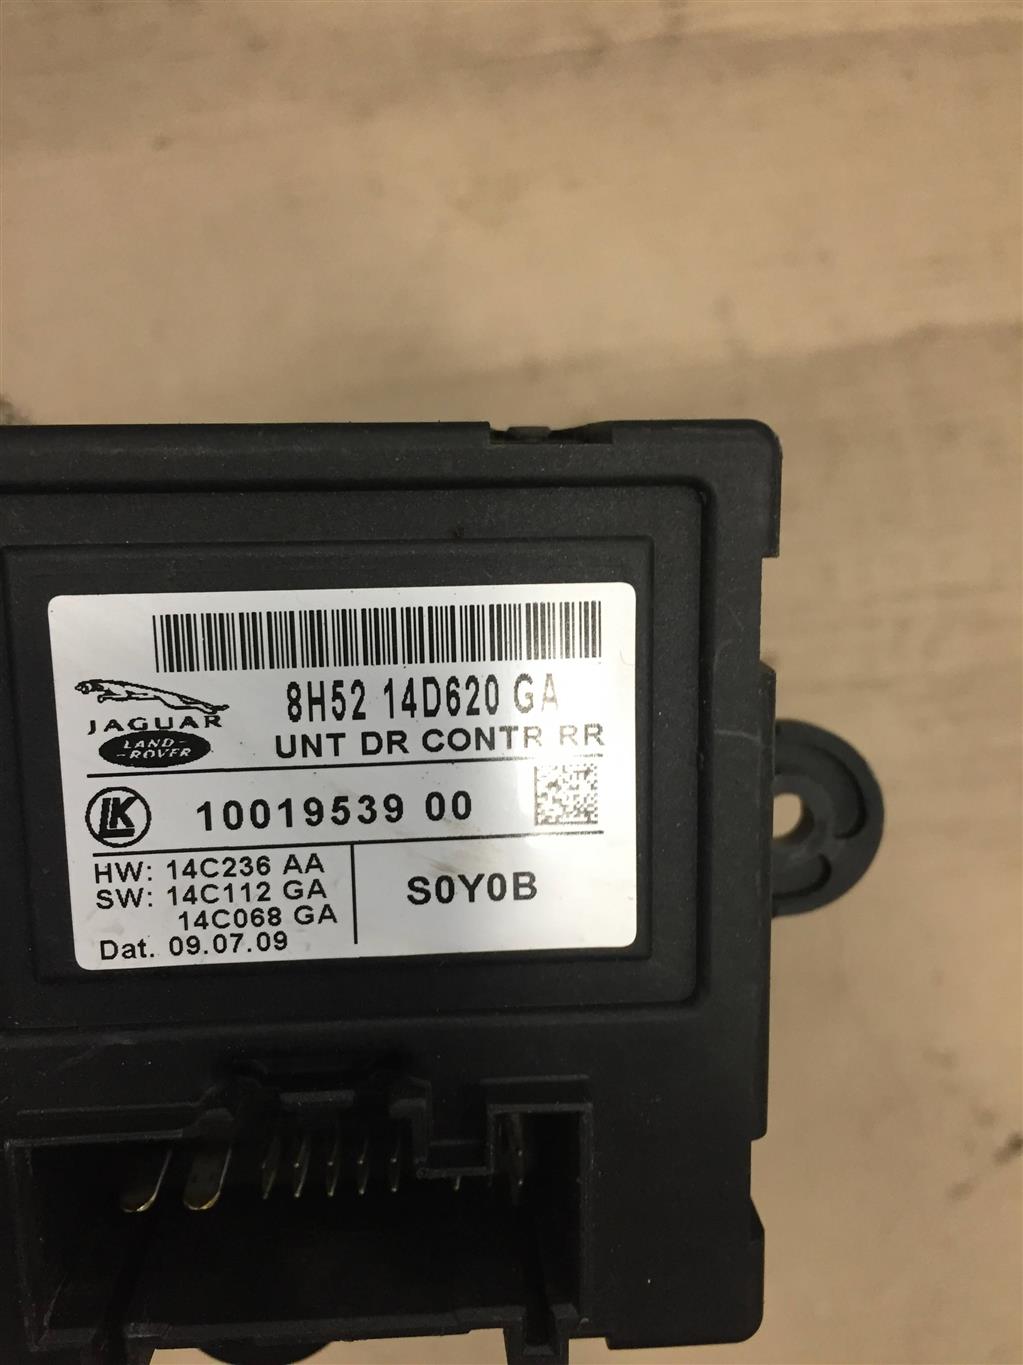 8H52 14D620 GA
JAGUAR
UNT DR CONTR RR
LAND-
-ROVER
LK
10019539 00
HW: 14C236 AA
SW: 14C112 GA
14C068 GA
Dat. 09.07.09
S0Y0B